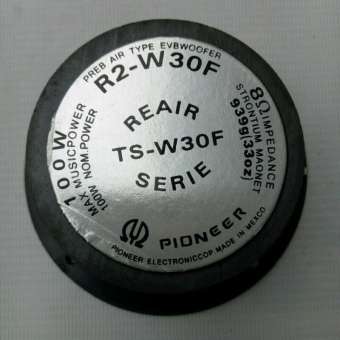 PREB AIR TYPE EVBWOOFER
R2-W30F
REAIR
TS-W30F
SERIE
100W
MAX MUSICPOWER
100W NOM.POWER
8Ω IMPEDANCE
STRONTIUM MAGNET
939g(33oz)
PIONEER
PIONEER ELECTRONICCOP MADE IN MEXCO